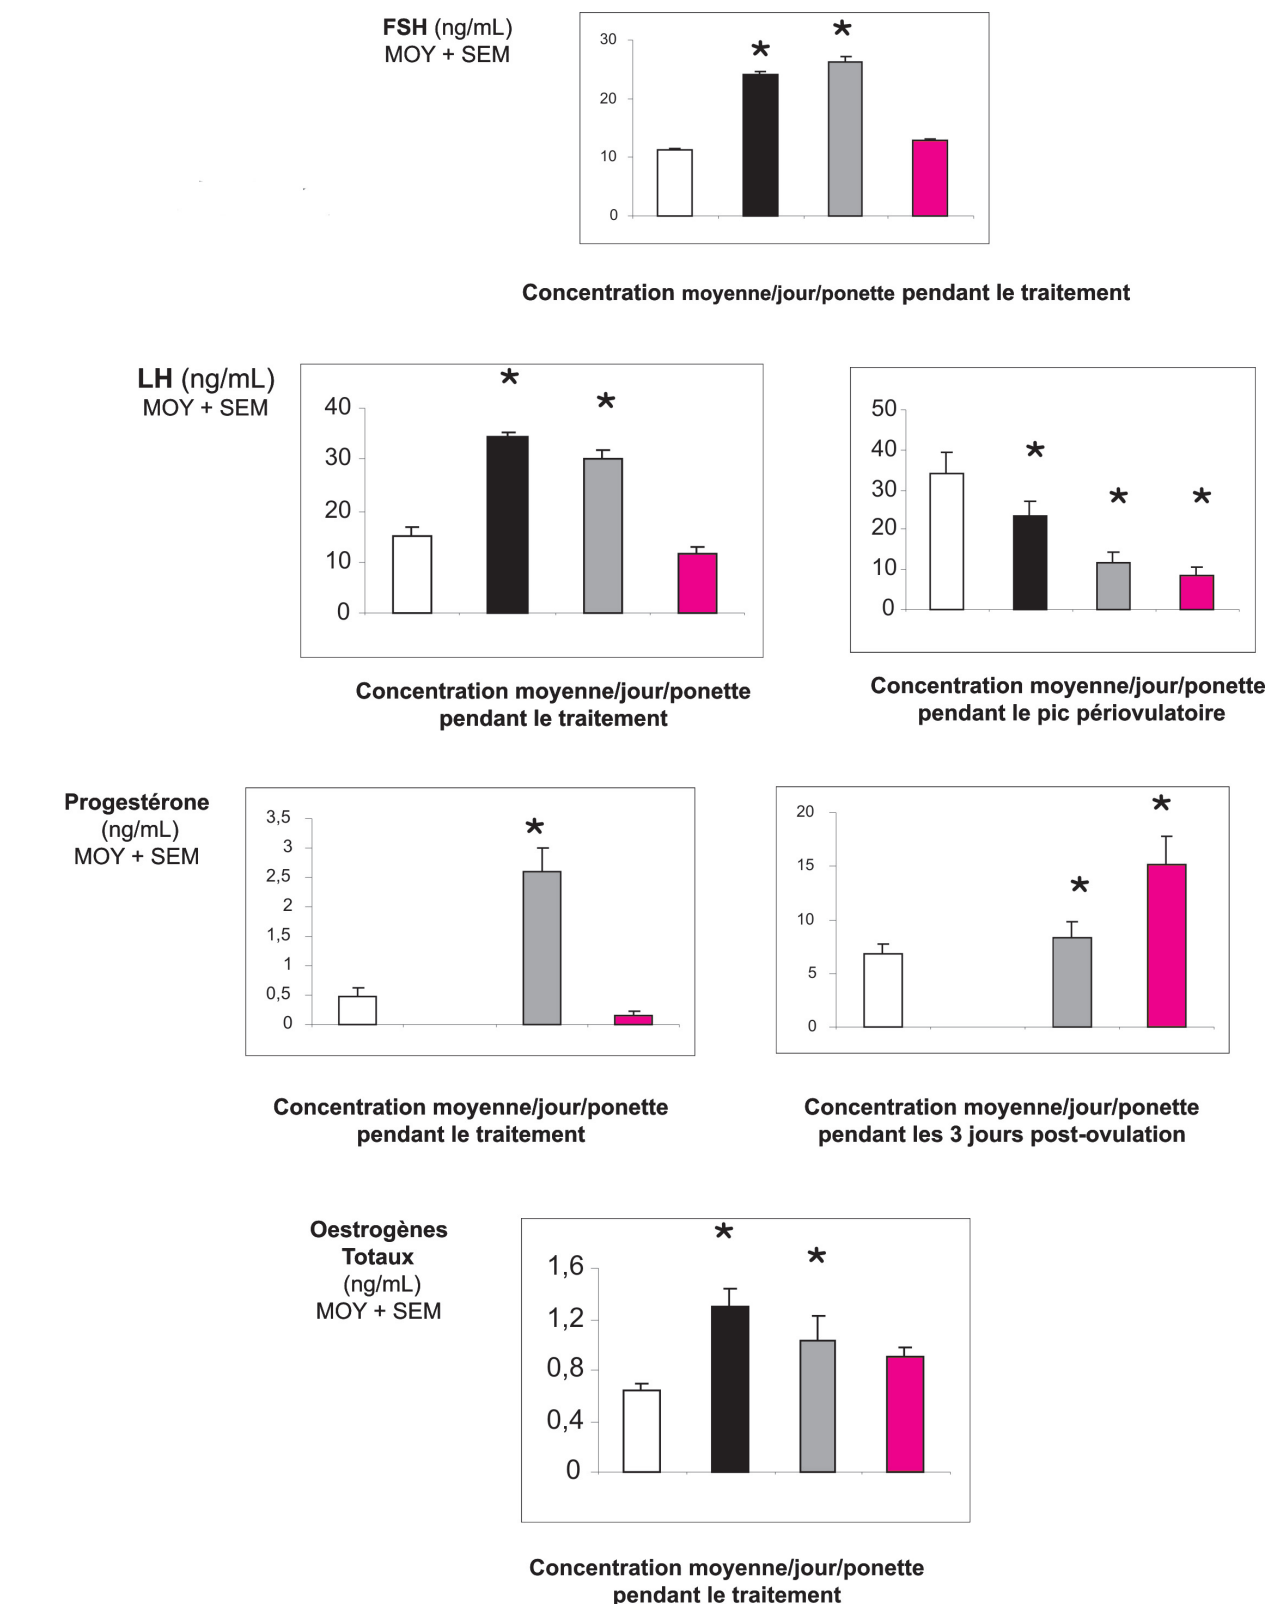 FSH (ng/mL)
MOY + SEM
30
20
10
0
*
*
Concentration moyenne/jour/ponette pendant le traitement
LH (ng/mL)
MOY + SEM
40
30
20
10
0
*
*
Concentration moyenne/jour/ponette
pendant le traitement
50
40
30
20
10
0
*
*
*
Concentration moyenne/jour/ponette
pendant le pic périovulatoire
Progestérone
(ng/mL)
MOY + SEM
3,5
3
2,5
2
1,5
1
0,5
0
*
Concentration moyenne/jour/ponette
pendant le traitement
20
15
10
5
0
*
*
Concentration moyenne/jour/ponette
pendant les 3 jours post-ovulation
Oestrogènes
Totaux
(ng/mL)
MOY + SEM
1,6
1,2
0,8
0,4
0
*
*
Concentration moyenne/jour/ponette
pendant le traitement